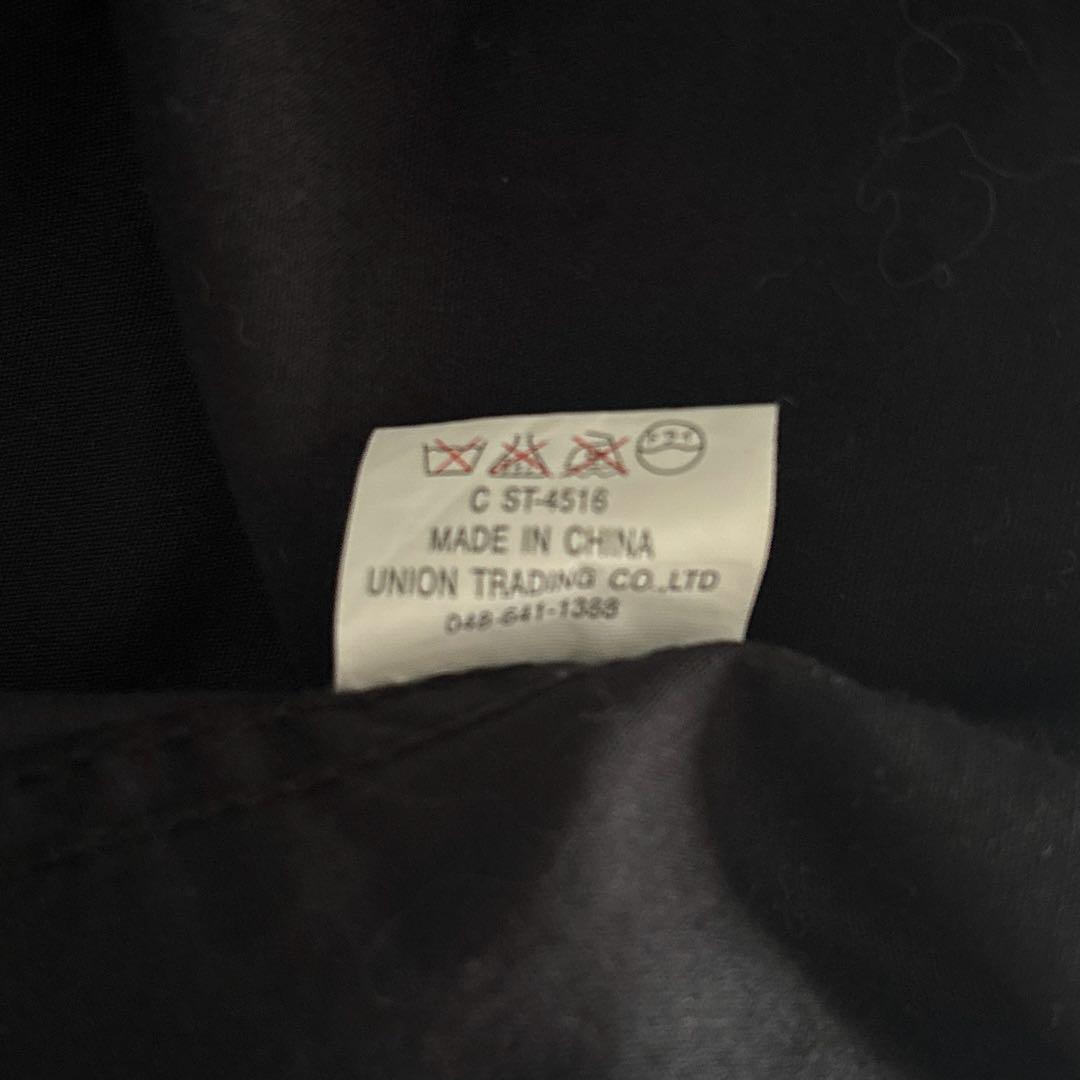 C ST-4516
MADE IN CHINA
UNION TRADING CO.,LTD
048-641-1388